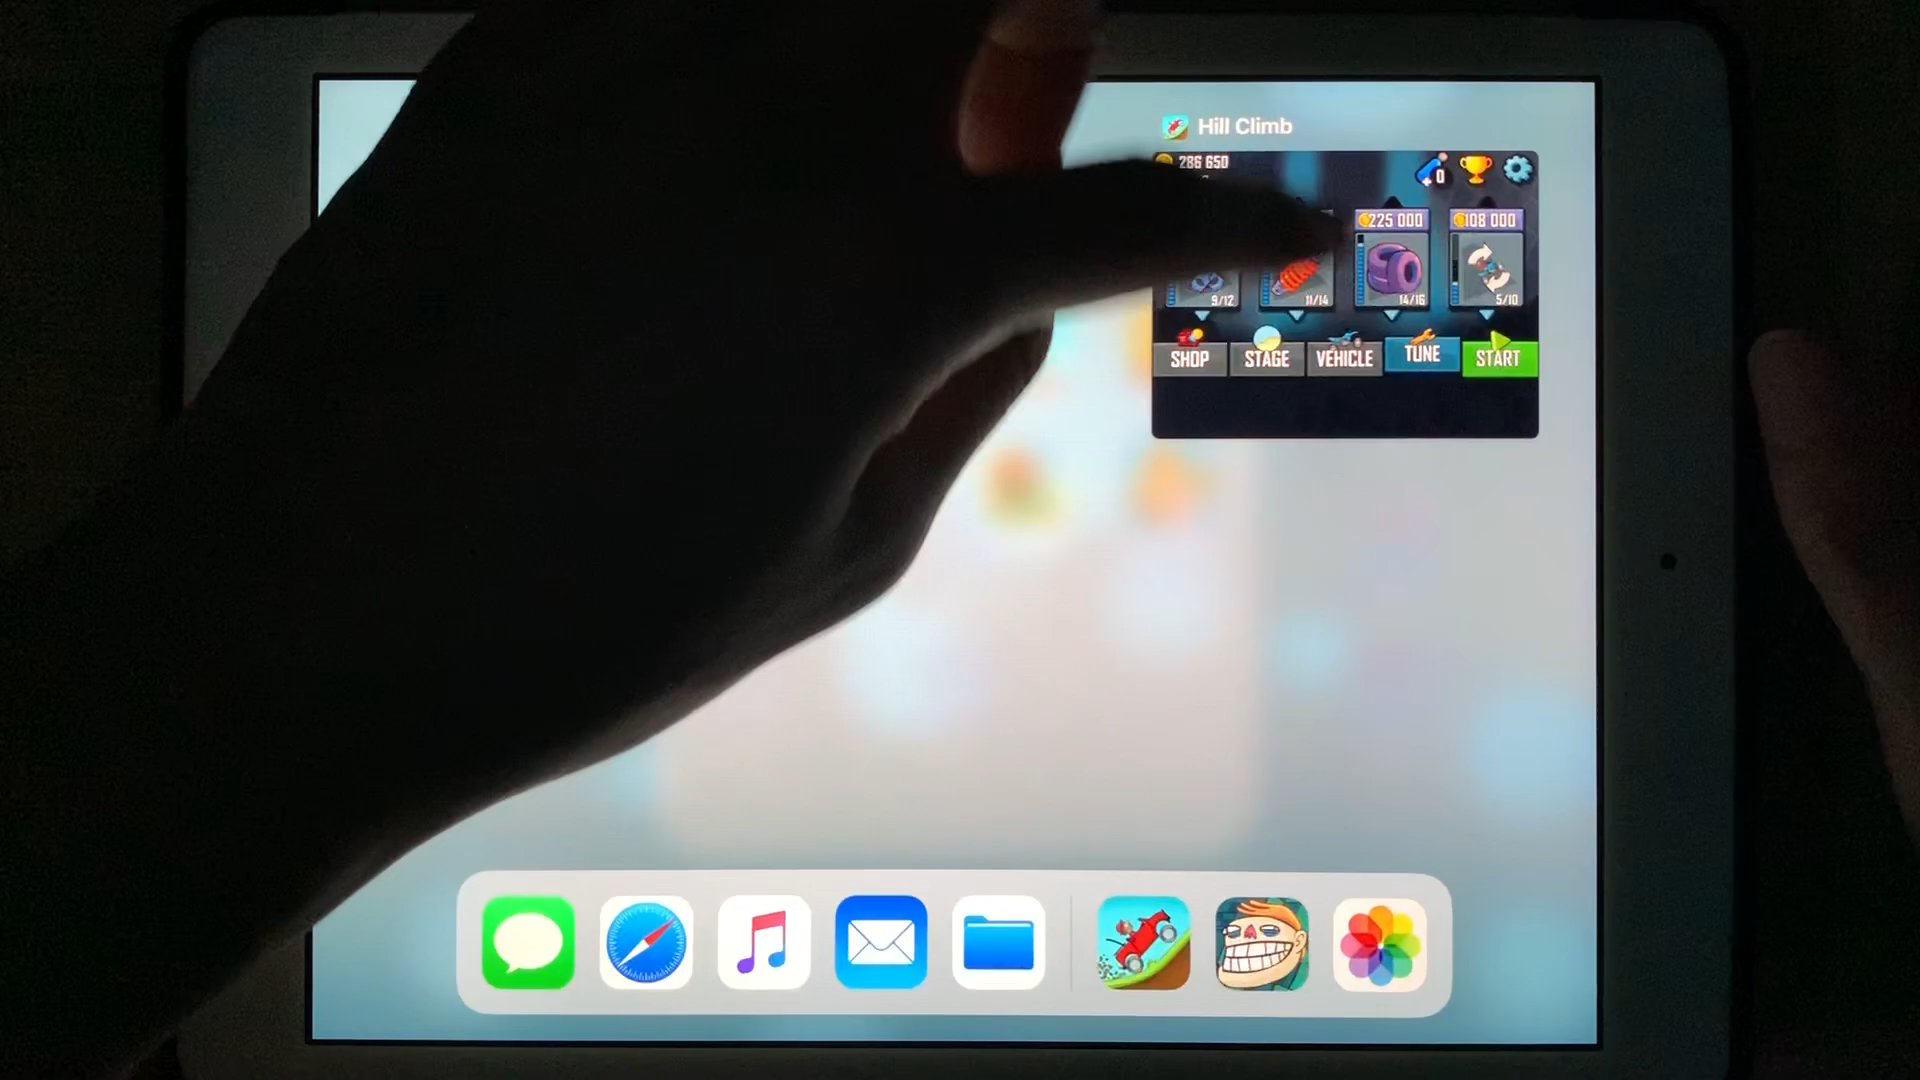 Hill Climb
286 650
0
225 000
108 000
9/12
11/14
14/16
5/10
SHOP
STAGE
VEHICLE
TUNE
START